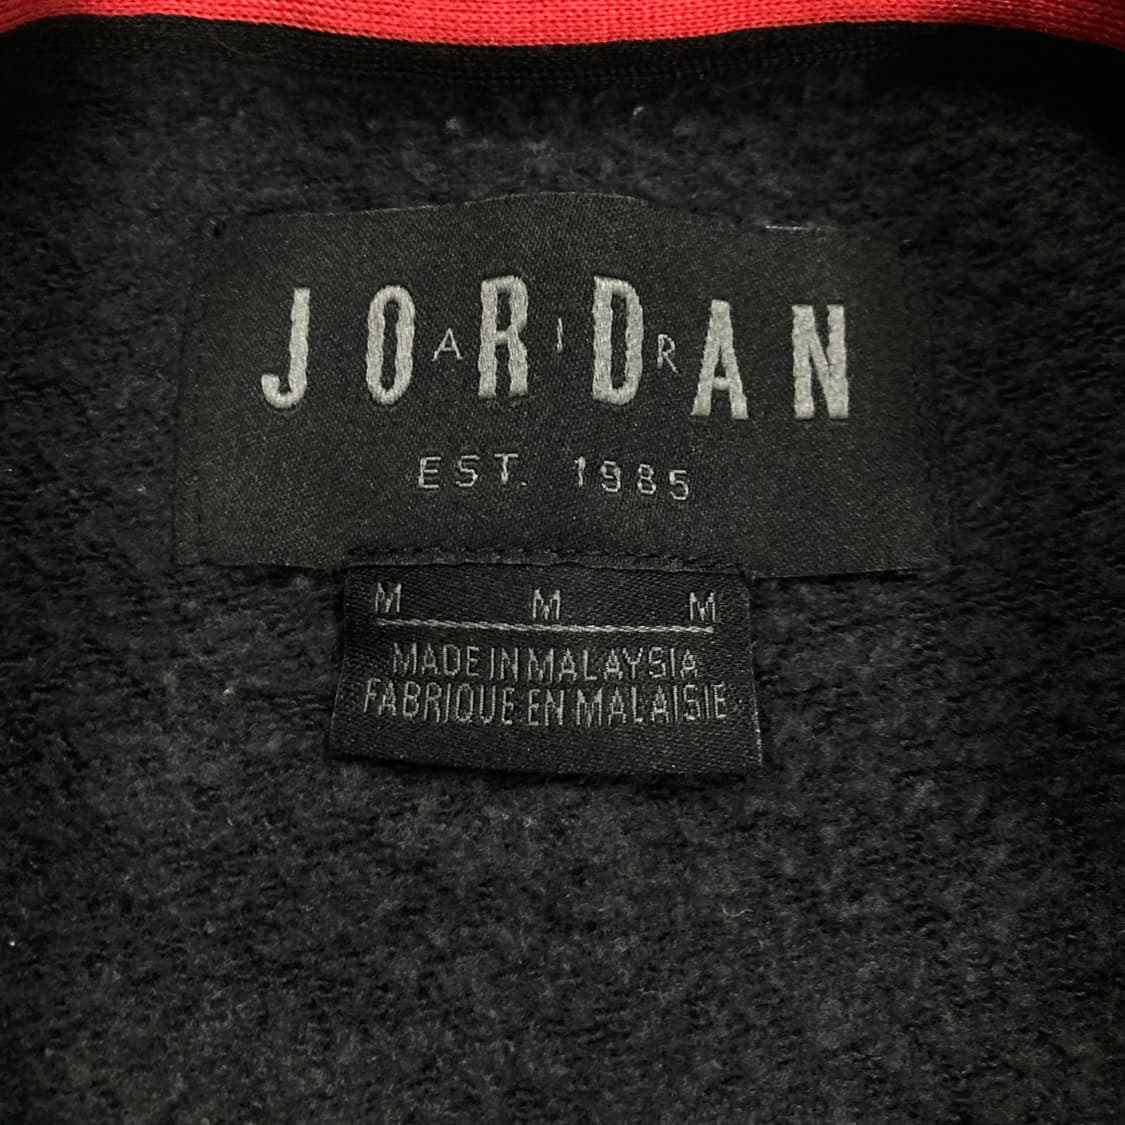 JORDAN
AIR
EST. 1985
M M M
MADE IN MALAYSIA
FABRIQUE EN MALAISIE